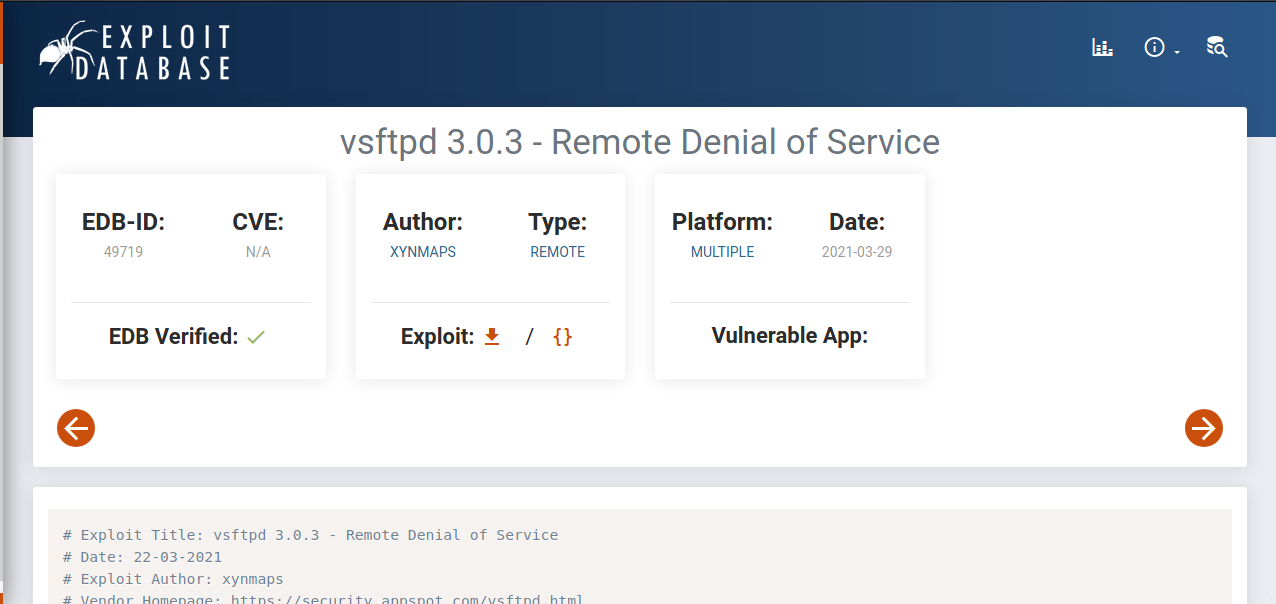 EXPLOIT
DATABASE
vsftpd 3.0.3 - Remote Denial of Service
EDB-ID:
49719
CVE:
N/A
EDB Verified:
Author:
XYNMAPS
Type:
REMOTE
Exploit: / {}
Platform:
MULTIPLE
Date:
2021-03-29
Vulnerable App:
# Exploit Title: vsftpd 3.0.3 - Remote Denial of Service
# Date: 22-03-2021
# Exploit Author: xynmaps
# Vendor Homepage: https://security.appspot.com/vsftpd.html